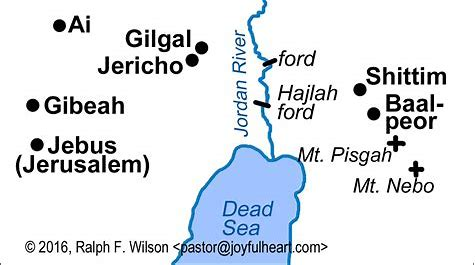 Ai
Gilgal
Jericho
Gibeah
Jebus
(Jerusalem)
Jordan River
ford
Hajlah
ford
Shittim
Baal-
peor
Mt. Pisgah
Mt. Nebo
Dead
Sea
© 2016, Ralph F. Wilson <pastor@joyfulheart.com>